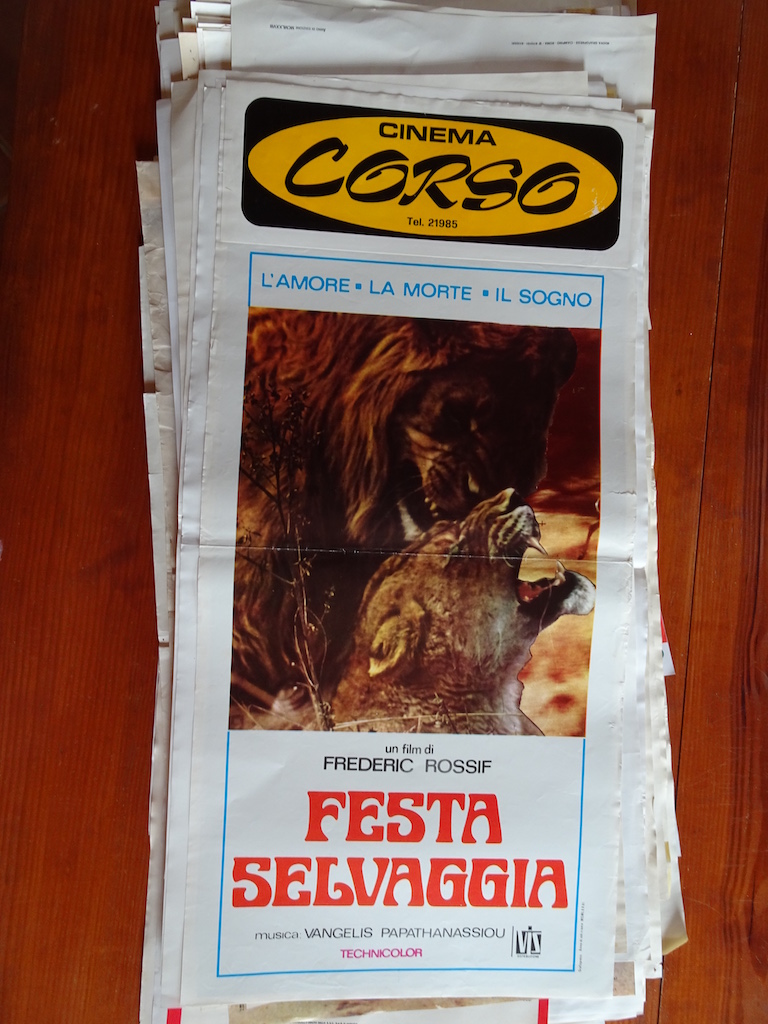 CINEMA
CORSO
Tel. 21985
L'AMORE ▪ LA MORTE ▪ IL SOGNO
un film di
FREDERIC ROSSIF
FESTA
SELVAGGIA
musica: VANGELIS PAPATHANASSIOU
VIS
TECHNICOLOR